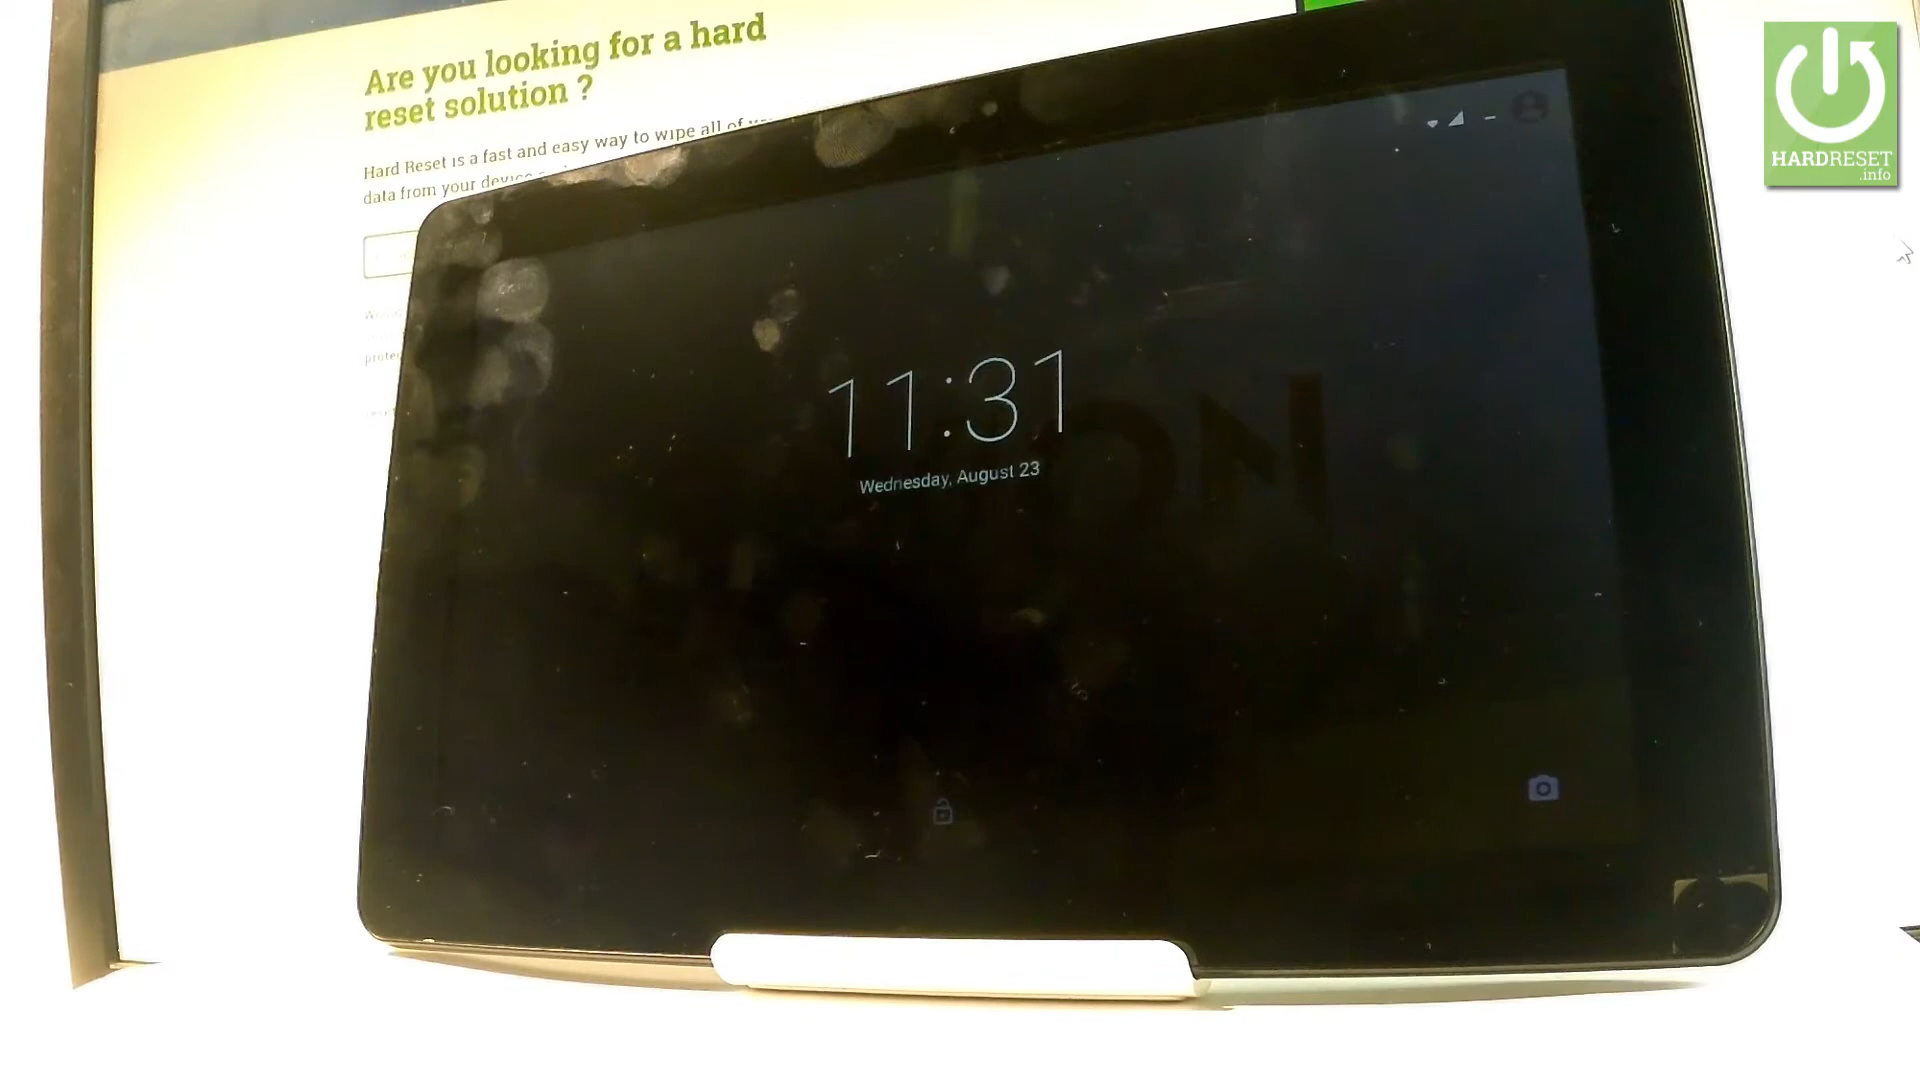 Are you looking for a hard
reset solution ?
Hard Reset is a fast and easy way to wipe all of
data from your device
HARDRESET
.info
11:31
Wednesday, August 23